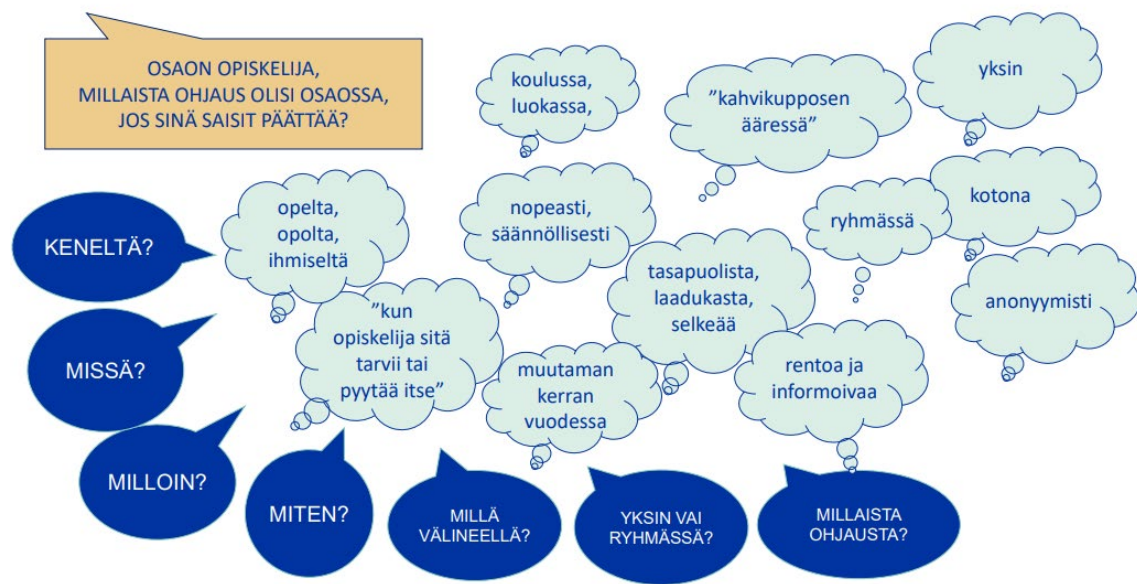 OSAON OPISKELIJA,
MILLAISTA OHJAUS OLISI OSAOSSA,
JOS SINÄ SAISIT PÄÄTTÄÄ?
koulussa,
luokassa,
"kahvikupposen
ääressä"
yksin
KENELTÄ?
opelta,
opolta,
ihmiseltä
nopeasti,
säännöllisesti
ryhmässä
kotona
tasapuolista,
laadukasta,
selkeää
anonyymisti
MISSÄ?
"kun
opiskelija sitä
tarvii tai
pyytää itse"
muutaman
kerran
vuodessa
rentoa ja
informoivaa
MILLOIN?
MITEN?
MILLÄ
VÄLINEELLÄ?
YKSIN VAI
RYHMÄSSÄ?
MILLAISTA
OHJAUSTA?